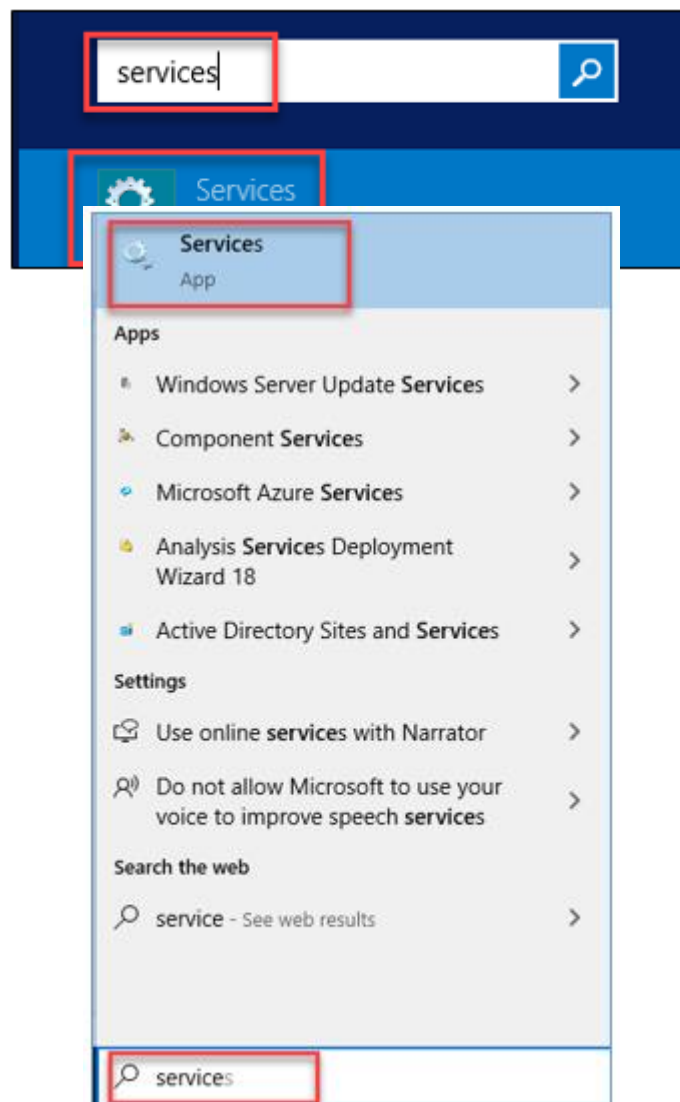 services
Services
Services
App
Apps
Windows Server Update Services
Component Services
Microsoft Azure Services
Analysis Services Deployment
Wizard 18
Active Directory Sites and Services
Settings
Use online services with Narrator
Do not allow Microsoft to use your
voice to improve speech services
Search the web
service - See web results
services